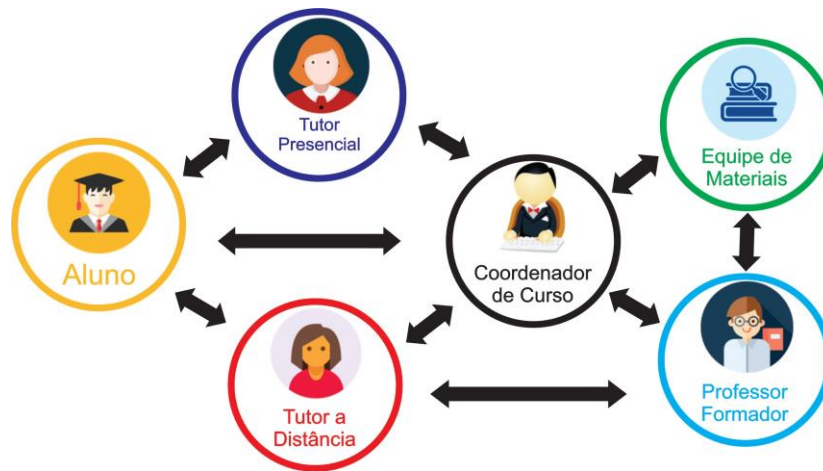 Tutor
Presencial
Equipe de
Materiais
Aluno
Coordenador
de Curso
Tutor a
Distância
Professor
Formador